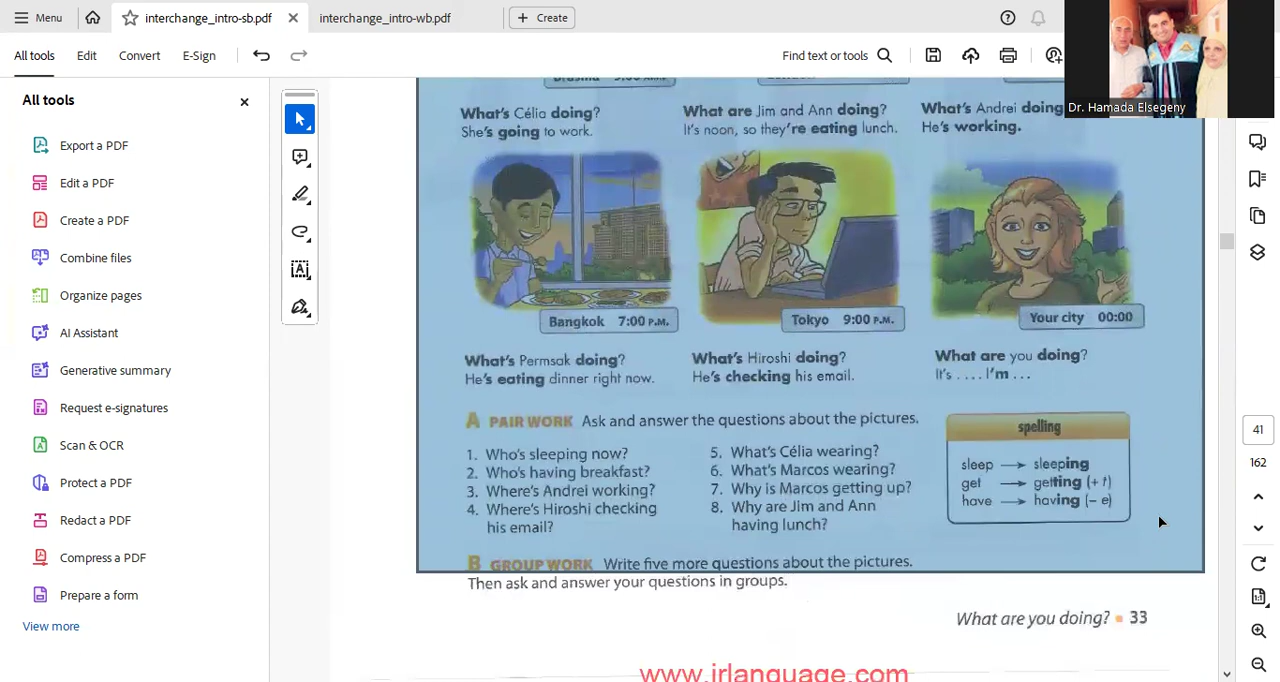 Menu
interchange_intro-sb.pdf
interchange_intro-wb.pdf
Create
All tools
Edit
Convert
E-Sign
Find text or tools
Dr. Hamada Elsegeny
All tools
Export a PDF
Edit a PDF
Create a PDF
Combine files
Organize pages
AI Assistant
Generative summary
Request e-signatures
Scan & OCR
Protect a PDF
Redact a PDF
Compress a PDF
Prepare a form
View more
What's Célia doing?
She's going to work.
What are Jim and Ann doing?
It's noon, so they're eating lunch.
What's Andrei doing
He's working.
Bangkok 7:00 P.M.
Tokyo 9:00 P.M.
Your city 00:00
What's Permsak doing?
He's eating dinner right now.
What's Hiroshi doing?
He's checking his email.
What are you doing?
It's .... I'm ...
A PAIR WORK Ask and answer the questions about the pictures.
1. Who's sleeping now?
2. Who's having breakfast?
3. Where's Andrei working?
4. Where's Hiroshi checking
his email?
5. What's Célia wearing?
6. What's Marcos wearing?
7. Why is Marcos getting up?
8. Why are Jim and Ann
having lunch?
spelling
sleep → sleeping
get → getting (+ t)
have → having (– e)
B GROUP WORK Write five more questions about the pictures.
Then ask and answer your questions in groups.
What are you doing? ▪ 33
www.irlanguage.com
41
162